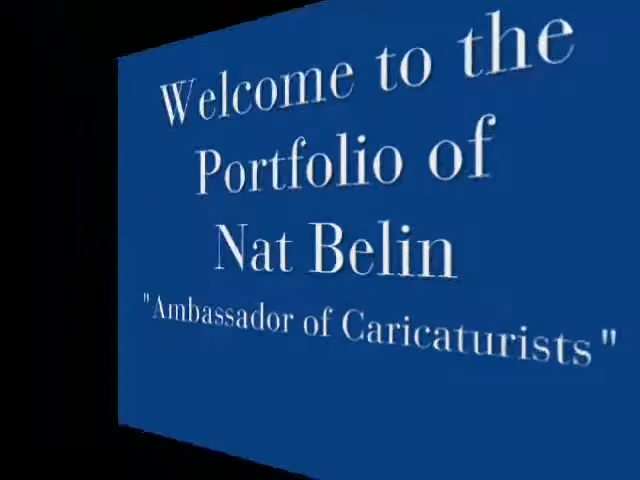 Welcome to the
Portfolio of
Nat Belin
"Ambassador of Caricaturists"